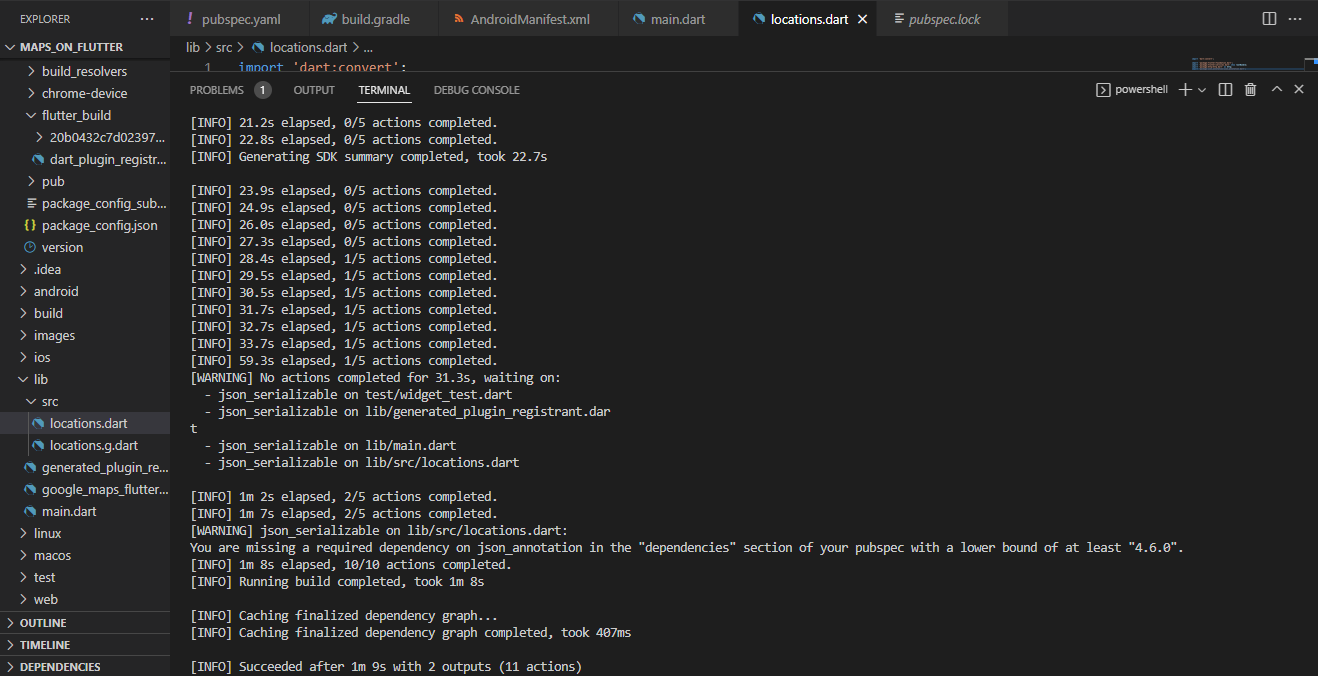 EXPLORER
MAPS_ON_FLUTTER
build_resolvers
chrome-device
flutter_build
20b0432c7d02397...
dart_plugin_registr...
pub
package_config_sub...
package_config.json
version
.idea
android
build
images
ios
lib
src
locations.dart
locations.g.dart
generated_plugin_re...
google_maps_flutter...
main.dart
linux
macos
test
web
OUTLINE
TIMELINE
DEPENDENCIES
pubspec.yaml build.gradle AndroidManifest.xml main.dart locations.dart pubspec.lock
lib > src > locations.dart > ...
1 import 'dart:convert';
PROBLEMS 1 OUTPUT TERMINAL DEBUG CONSOLE powershell
[INFO] 21.2s elapsed, 0/5 actions completed.
[INFO] 22.8s elapsed, 0/5 actions completed.
[INFO] Generating SDK summary completed, took 22.7s
[INFO] 23.9s elapsed, 0/5 actions completed.
[INFO] 24.9s elapsed, 0/5 actions completed.
[INFO] 26.0s elapsed, 0/5 actions completed.
[INFO] 27.3s elapsed, 0/5 actions completed.
[INFO] 28.4s elapsed, 1/5 actions completed.
[INFO] 29.5s elapsed, 1/5 actions completed.
[INFO] 30.5s elapsed, 1/5 actions completed.
[INFO] 31.7s elapsed, 1/5 actions completed.
[INFO] 32.7s elapsed, 1/5 actions completed.
[INFO] 33.7s elapsed, 1/5 actions completed.
[INFO] 59.3s elapsed, 1/5 actions completed.
[WARNING] No actions completed for 31.3s, waiting on:
- json_serializable on test/widget_test.dart
- json_serializable on lib/generated_plugin_registrant.dar
t
- json_serializable on lib/main.dart
- json_serializable on lib/src/locations.dart
[INFO] 1m 2s elapsed, 2/5 actions completed.
[INFO] 1m 7s elapsed, 2/5 actions completed.
[WARNING] json_serializable on lib/src/locations.dart:
You are missing a required dependency on json_annotation in the "dependencies" section of your pubspec with a lower bound of at least "4.6.0".
[INFO] 1m 8s elapsed, 10/10 actions completed.
[INFO] Running build completed, took 1m 8s
[INFO] Caching finalized dependency graph...
[INFO] Caching finalized dependency graph completed, took 407ms
[INFO] Succeeded after 1m 9s with 2 outputs (11 actions)